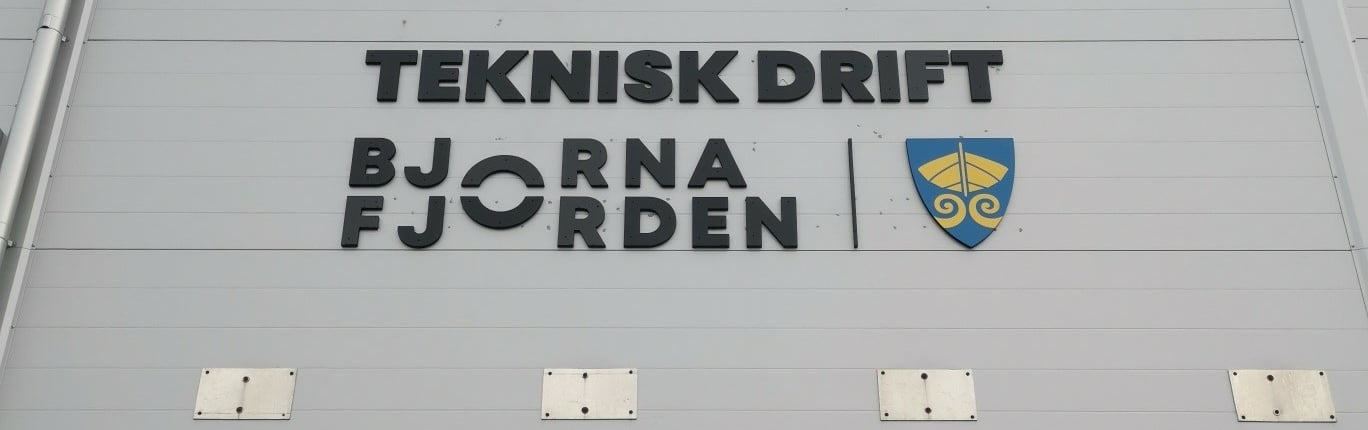 TEKNISK DRIFT
BJORNA
FJORDEN